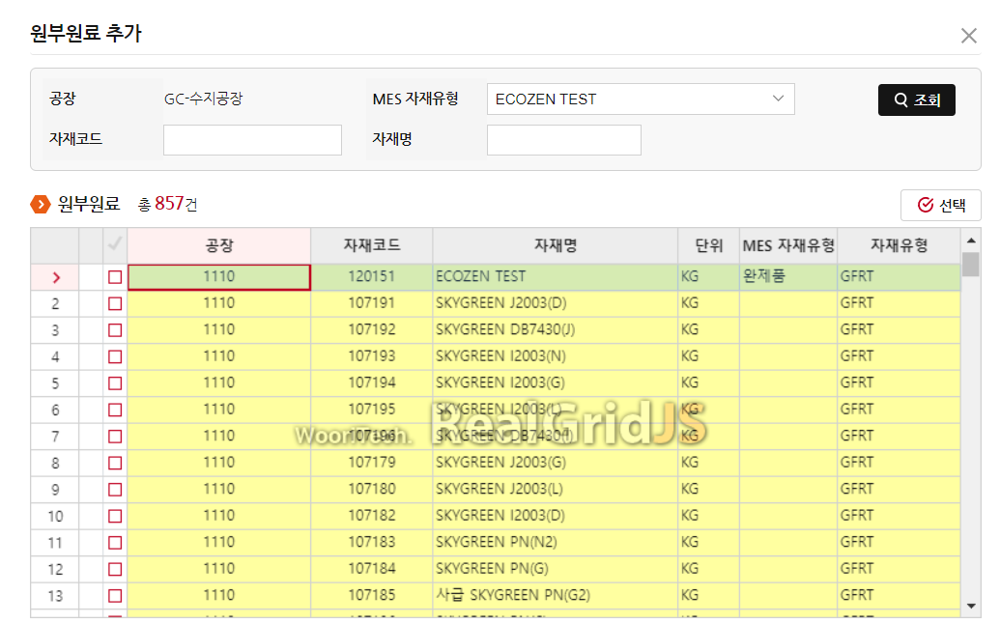 원부원료 추가
공장 GC-수지공장 MES 자재유형 ECOZEN TEST 조회
자재코드 자재명
원부원료 총 857건 선택
공장 자재코드 자재명 단위 MES 자재유형 자재유형
1110 120151 ECOZEN TEST KG 완제품 GFRT
2 1110 107191 SKYGREEN J2003(D) KG GFRT
3 1110 107192 SKYGREEN DB7430(J) KG GFRT
4 1110 107193 SKYGREEN I2003(N) KG GFRT
5 1110 107194 SKYGREEN I2003(G) KG GFRT
6 1110 107195 SKYGREEN I2003(L) KG GFRT
WooriTech. RealGridJS
7 1110 107196 SKYGREEN DB7430(I) KG GFRT
8 1110 107179 SKYGREEN J2003(G) KG GFRT
9 1110 107180 SKYGREEN J2003(L) KG GFRT
10 1110 107182 SKYGREEN I2003(D) KG GFRT
11 1110 107183 SKYGREEN PN(N2) KG GFRT
12 1110 107184 SKYGREEN PN(G) KG GFRT
13 1110 107185 사급 SKYGREEN PN(G2) KG GFRT